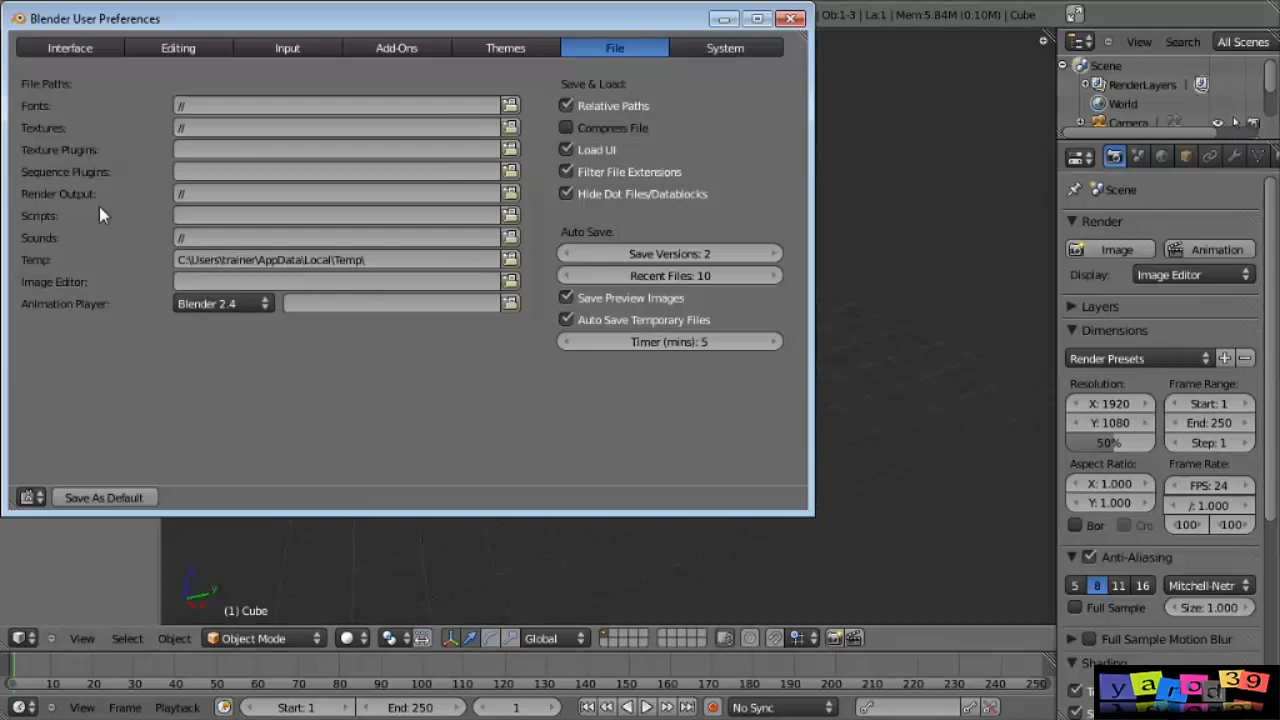 Blender User Preferences
Ob:1-3 | La:1 | Mem:5.84M (0.10M) | Cube
Interface Editing Input Add-Ons Themes File System
View Search All Scenes
Scene
RenderLayers
World
Camera
File Paths:
Fonts: //
Textures: //
Texture Plugins:
Sequence Plugins:
Render Output: //
Scripts:
Sounds: //
Temp: C:\Users\trainer\AppData\Local\Temp\
Image Editor:
Animation Player: Blender 2.4
Save & Load:
Relative Paths
Compress File
Load UI
Filter File Extensions
Hide Dot Files/Datablocks
Auto Save:
Save Versions: 2
Recent Files: 10
Save Preview Images
Auto Save Temporary Files
Timer (mins): 5
Save As Default
Scene
Render
Image Animation
Display: Image Editor
Layers
Dimensions
Render Presets
Resolution: Frame Range:
X: 1920 Start: 1
Y: 1080 End: 250
50% Step: 1
Aspect Ratio: Frame Rate:
X: 1.000 FPS: 24
Y: 1.000 /: 1.000
Bor Cro 100 100
Anti-Aliasing
5 8 11 16 Mitchell-Netr
Full Sample Size: 1.000
Full Sample Motion Blur
Shading
(1) Cube
View Select Object Object Mode Global
0 10 20 30 40 50 60 70 80 90 100 110 120 130 140 150 160 170 180 190 200 210 220 230 240 250
View Frame Playback Start: 1 End: 250 1 No Sync
yarod39